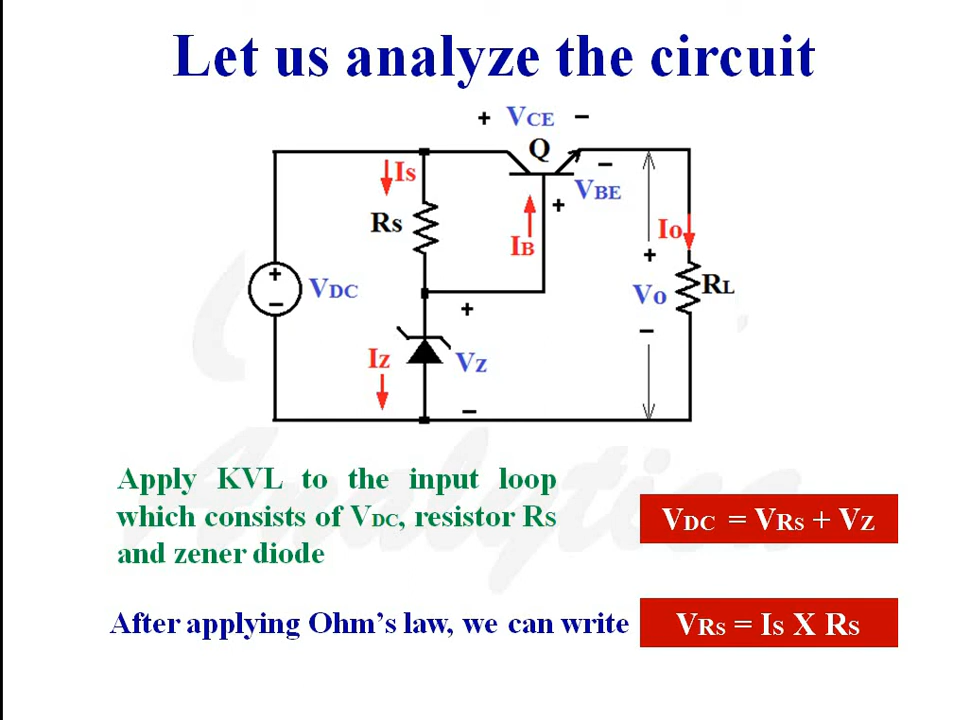 Let us analyze the circuit
+ VCE −
Q
Is
−
VBE
+
Rs
IB
Io
+
+
VDC
−
Vo
RL
+
−
Iz
Vz
−
Apply KVL to the input loop
which consists of VDC, resistor Rs
and zener diode
VDC = VRS + VZ
After applying Ohm's law, we can write
VRS = IS X RS